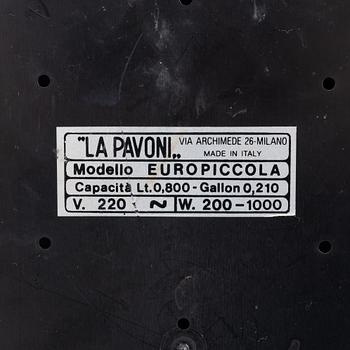 "LA PAVONI„ VIA ARCHIMEDE 26-MILANO
MADE IN ITALY
Modello EUROPICCOLA
Capacità Lt.0,800 - Gallon 0,210
V. 220 ~ W. 200-1000